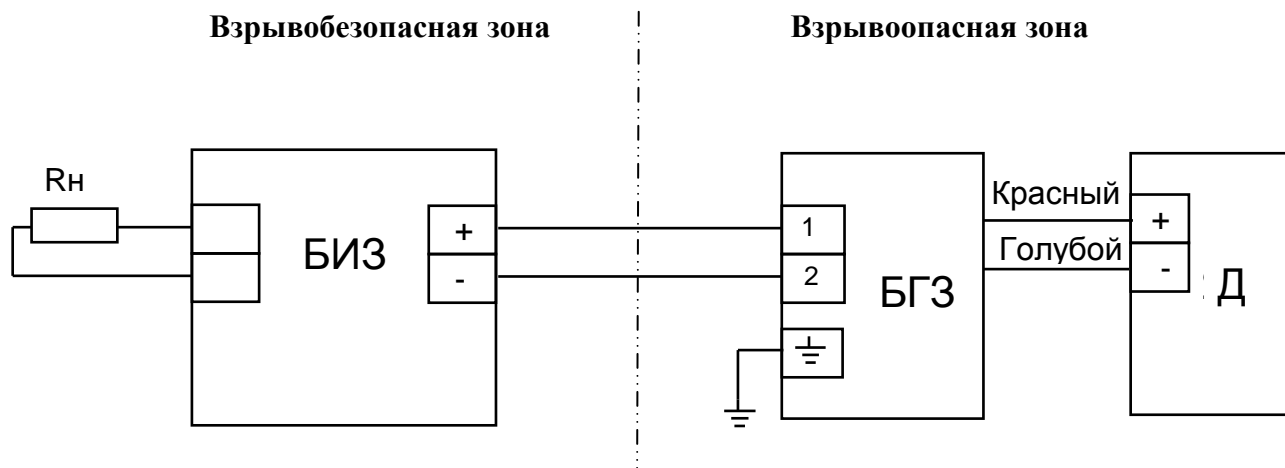 Взрывобезопасная зона
Взрывоопасная зона
Rн
БИЗ
+
-
1
2
БГЗ
Красный
Голубой
+
-
Д